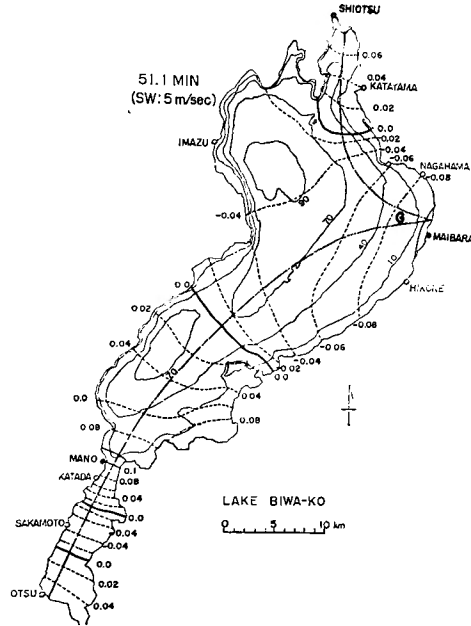 SHIOTSU
0.06
51.1 MIN
0.04
(SW: 5 m/sec)
KATAYAMA
0.02
0.0
IMAZU
-0.02
-0.04
-0.06
NAGAHAMA
-0.08
-0.04
70
MAIBARA
10
HIKONE
0.0
0.02
-0.08
0.04
-0.06
-0.04
-0.02
0.0
0.0
0.04
0.08
0.08
MANO
0.1
KATADA
0.08
0.04
0.0
LAKE BIWA-KO
SAKAMOTO
-0.04
-0.04
0 5 10 km
0.0
0.02
OTSU
0.04